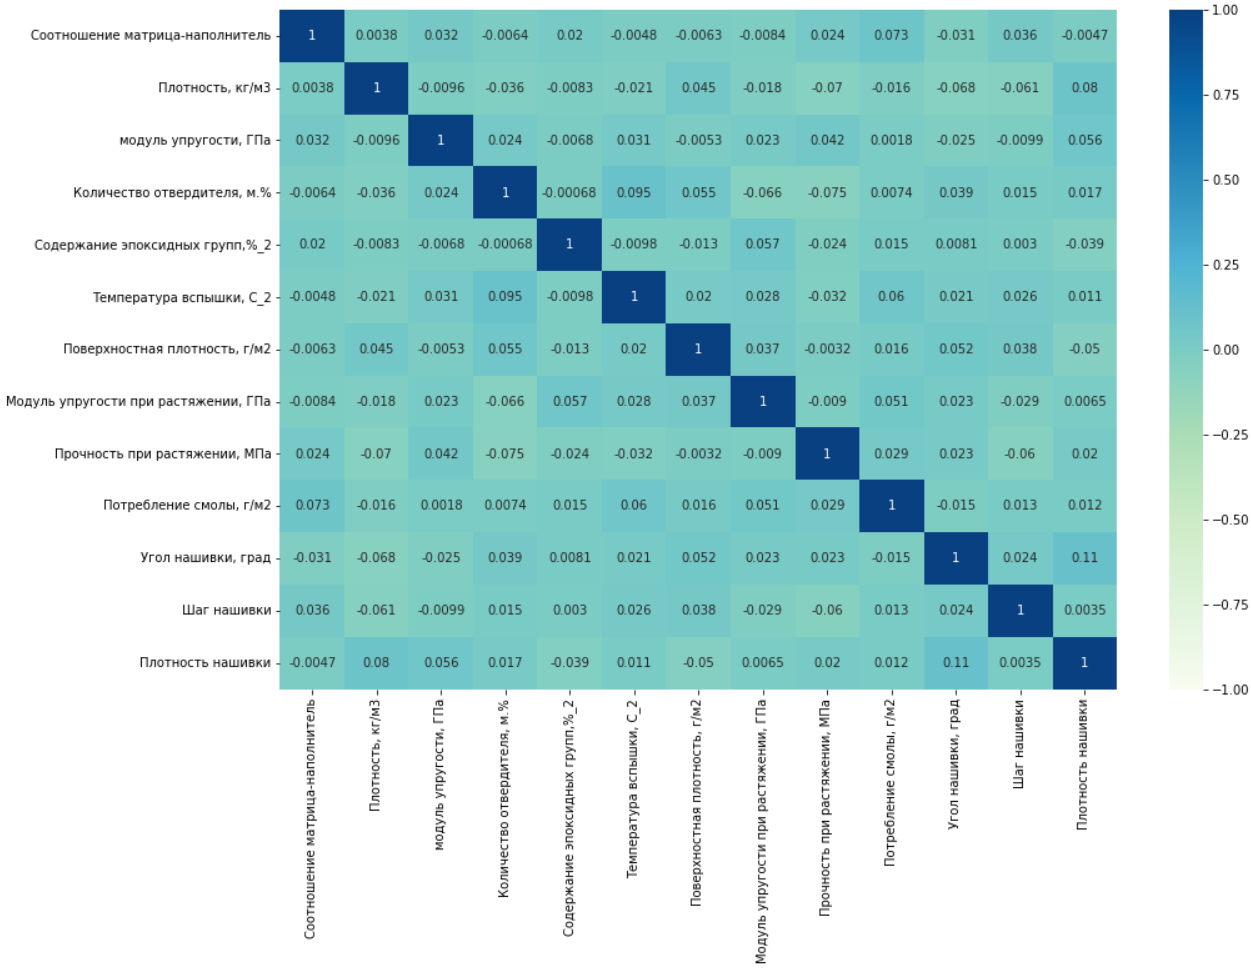 Соотношение матрица-наполнитель 1 0.0038 0.032 -0.0064 0.02 -0.0048 -0.0063 -0.0084 0.024 0.073 -0.031 0.036 -0.0047
Плотность, кг/м3 0.0038 1 -0.0096 -0.036 -0.0083 -0.021 0.045 -0.018 -0.07 -0.016 -0.068 -0.061 0.08
модуль упругости, ГПа 0.032 -0.0096 1 0.024 -0.0068 0.031 -0.0053 0.023 0.042 0.0018 -0.025 -0.0099 0.056
Количество отвердителя, м.% -0.0064 -0.036 0.024 1 -0.00068 0.095 0.055 -0.066 -0.075 0.0074 0.039 0.015 0.017
Содержание эпоксидных групп,%_2 0.02 -0.0083 -0.0068 -0.00068 1 -0.0098 -0.013 0.057 -0.024 0.015 0.0081 0.003 -0.039
Температура вспышки, С_2 -0.0048 -0.021 0.031 0.095 -0.0098 1 0.02 0.028 -0.032 0.06 0.021 0.026 0.011
Поверхностная плотность, г/м2 -0.0063 0.045 -0.0053 0.055 -0.013 0.02 1 0.037 -0.0032 0.016 0.052 0.038 -0.05
Модуль упругости при растяжении, ГПа -0.0084 -0.018 0.023 -0.066 0.057 0.028 0.037 1 -0.009 0.051 0.023 -0.029 0.0065
Прочность при растяжении, МПа 0.024 -0.07 0.042 -0.075 -0.024 -0.032 -0.0032 -0.009 1 0.029 0.023 -0.06 0.02
Потребление смолы, г/м2 0.073 -0.016 0.0018 0.0074 0.015 0.06 0.016 0.051 0.029 1 -0.015 0.013 0.012
Угол нашивки, град -0.031 -0.068 -0.025 0.039 0.0081 0.021 0.052 0.023 0.023 -0.015 1 0.024 0.11
Шаг нашивки 0.036 -0.061 -0.0099 0.015 0.003 0.026 0.038 -0.029 -0.06 0.013 0.024 1 0.0035
Плотность нашивки -0.0047 0.08 0.056 0.017 -0.039 0.011 -0.05 0.0065 0.02 0.012 0.11 0.0035 1
Соотношение матрица-наполнитель
Плотность, кг/м3
модуль упругости, ГПа
Количество отвердителя, м.%
Содержание эпоксидных групп,%_2
Температура вспышки, С_2
Поверхностная плотность, г/м2
Модуль упругости при растяжении, ГПа
Прочность при растяжении, МПа
Потребление смолы, г/м2
Угол нашивки, град
Шаг нашивки
Плотность нашивки
1.00
0.75
0.50
0.25
0.00
−0.25
−0.50
−0.75
−1.00